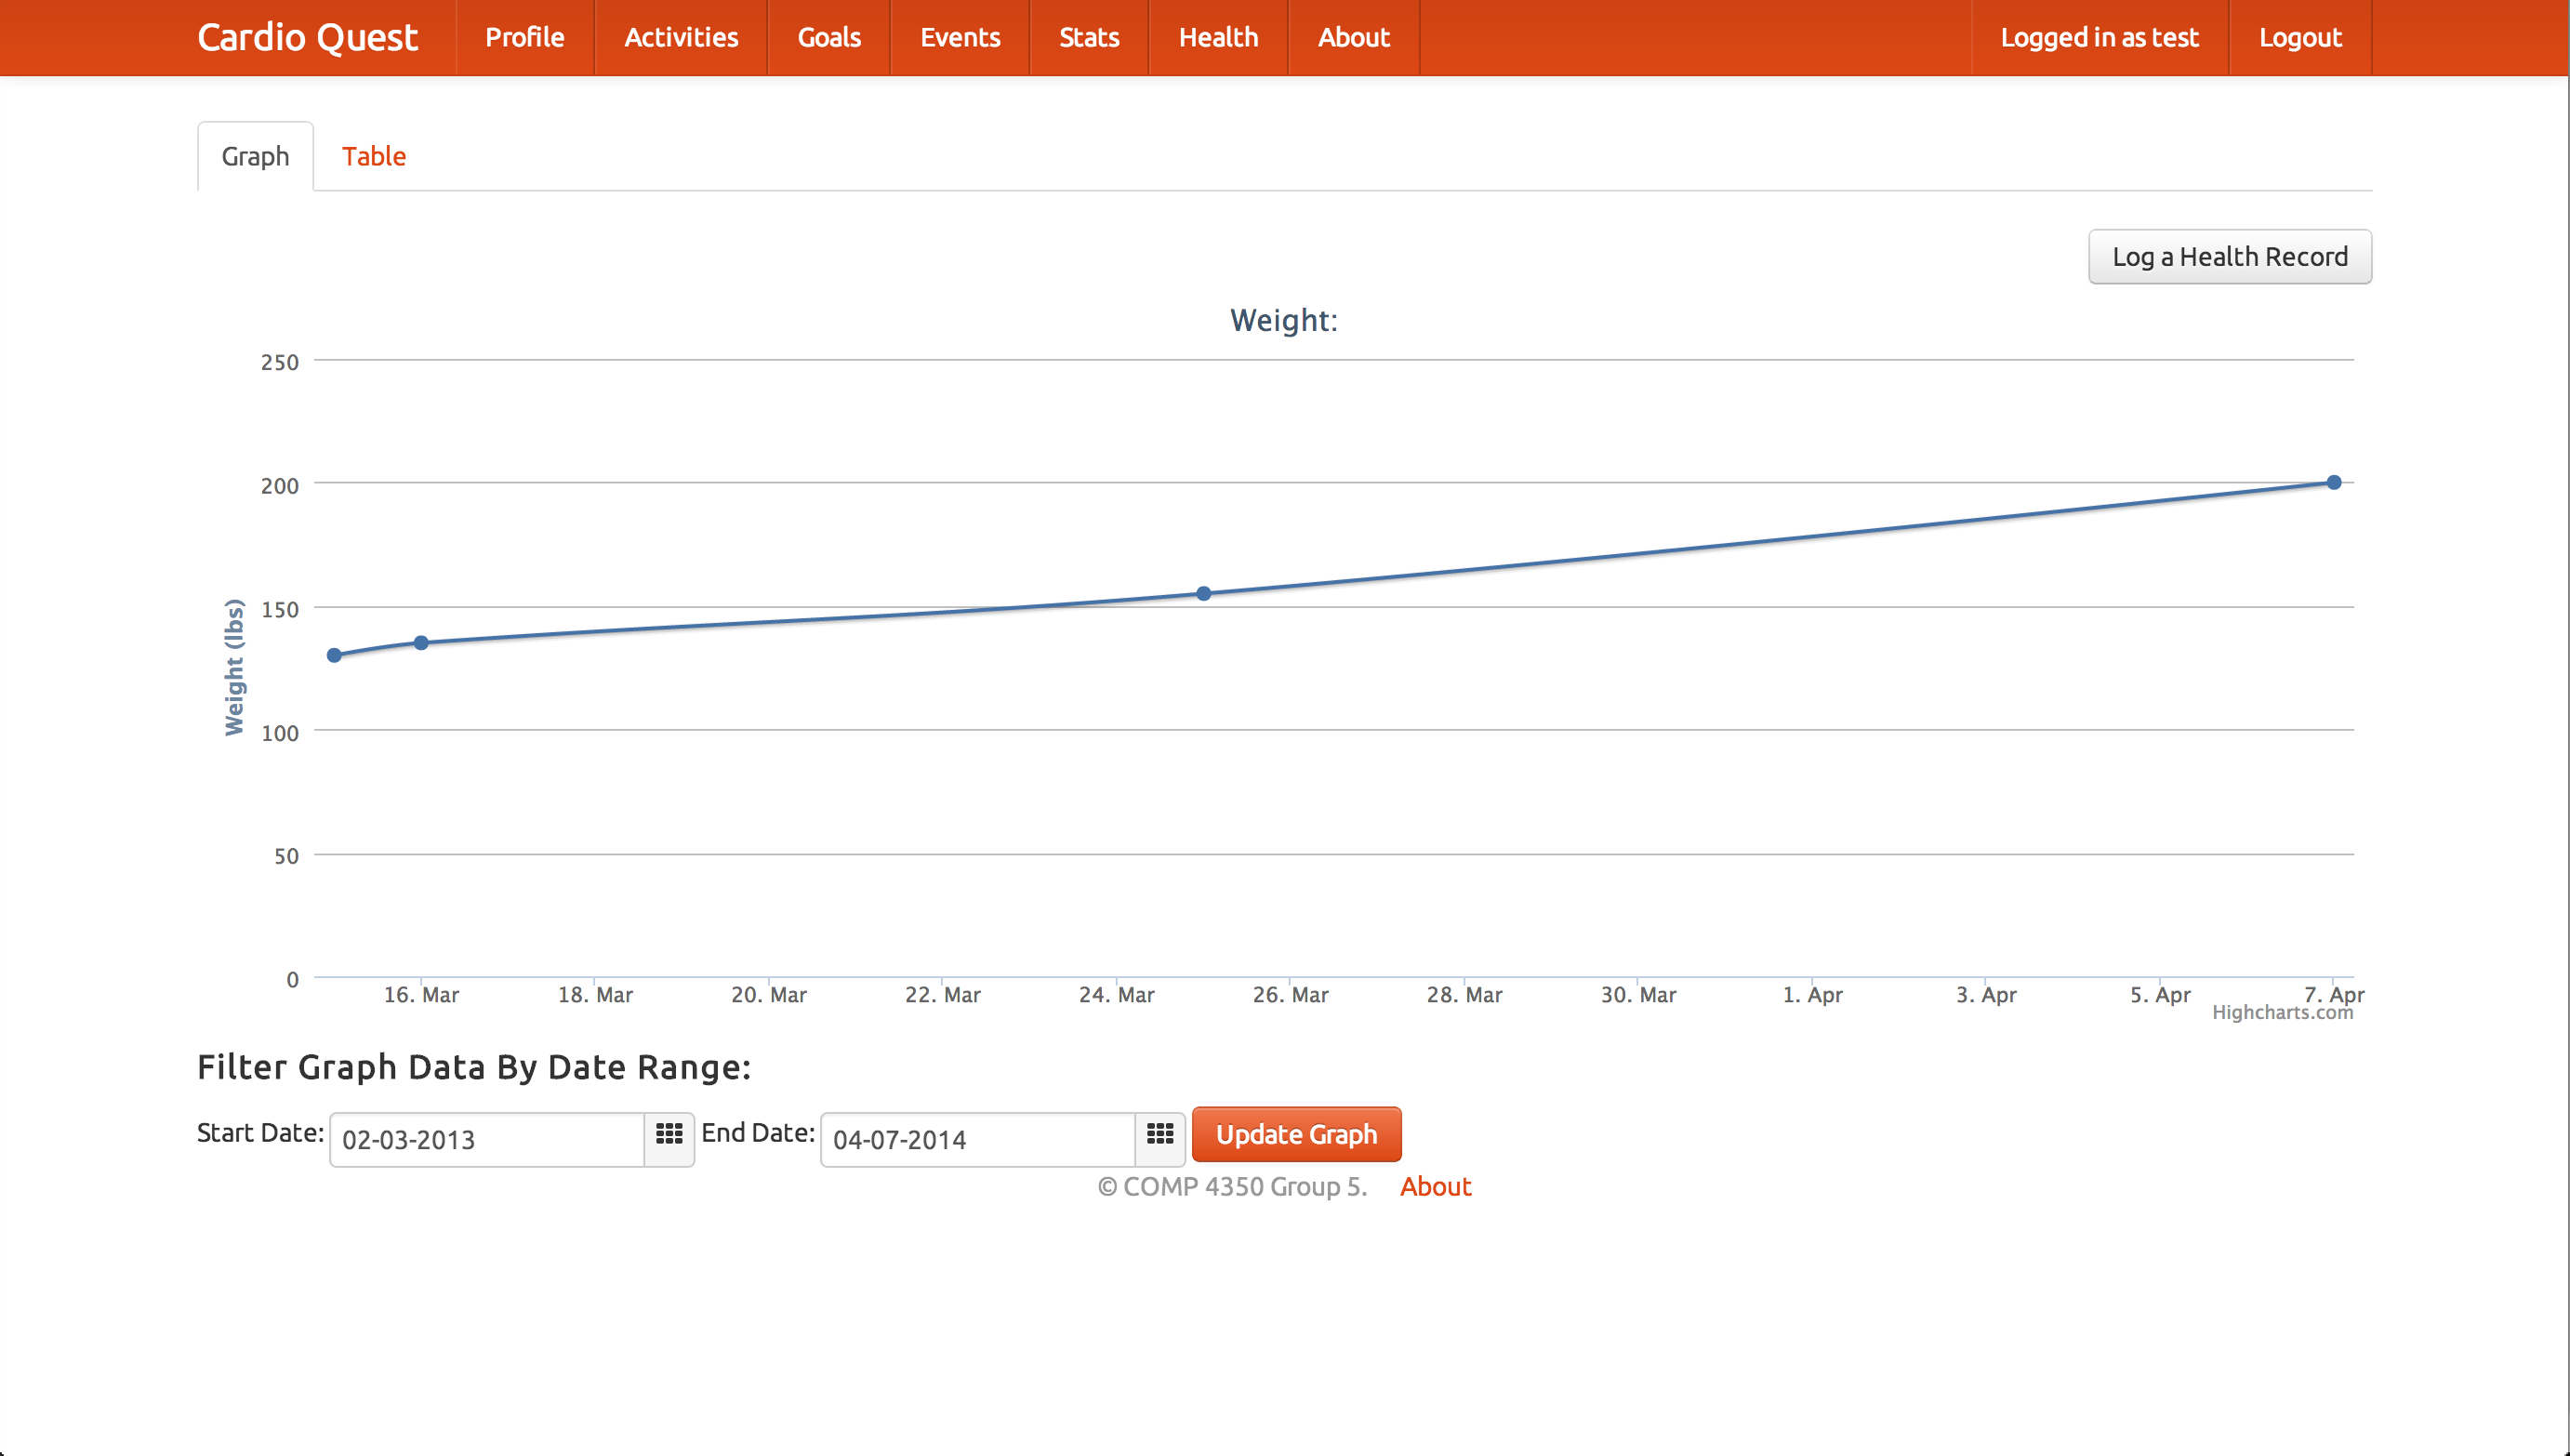 Cardio Quest Profile Activities Goals Events Stats Health About Logged in as test Logout
Graph Table
Log a Health Record
Weight:
250
200
150
100
50
0
Weight (lbs)
16. Mar 18. Mar 20. Mar 22. Mar 24. Mar 26. Mar 28. Mar 30. Mar 1. Apr 3. Apr 5. Apr 7. Apr
Highcharts.com
Filter Graph Data By Date Range:
Start Date: 02-03-2013 End Date: 04-07-2014 Update Graph
© COMP 4350 Group 5. About